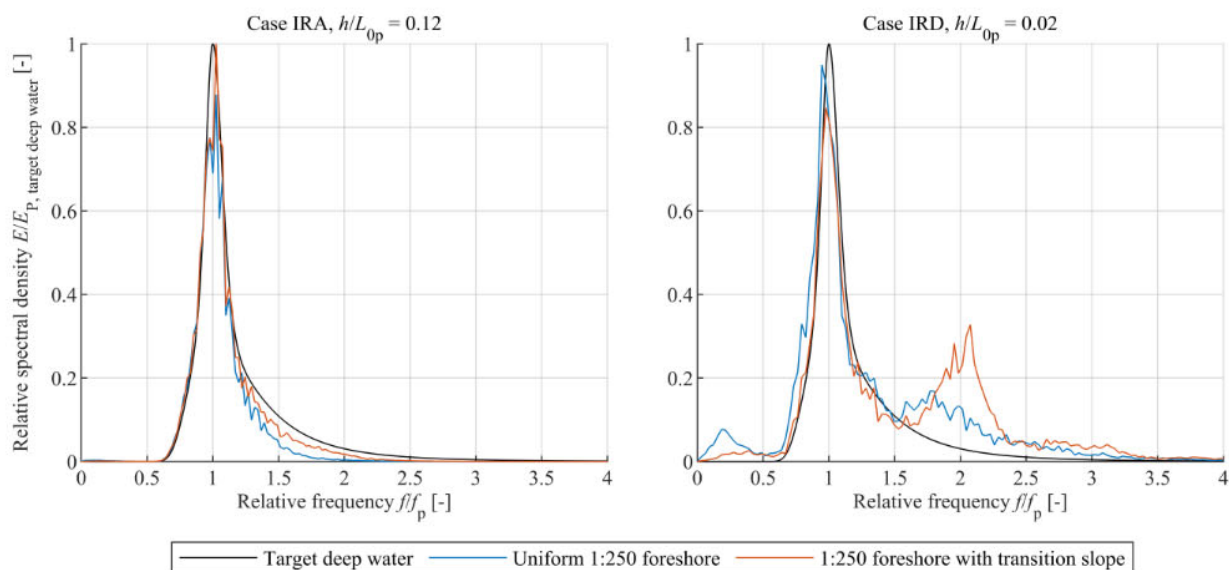 Case IRA, h/L0p = 0.12
Relative spectral density E/EP, target deep water [-]
1
0.8
0.6
0.4
0.2
0
0 0.5 1 1.5 2 2.5 3 3.5 4
Relative frequency f/fp [-]
Case IRD, h/L0p = 0.02
1
0.8
0.6
0.4
0.2
0
0 0.5 1 1.5 2 2.5 3 3.5 4
Relative frequency f/fp [-]
Target deep water Uniform 1:250 foreshore 1:250 foreshore with transition slope